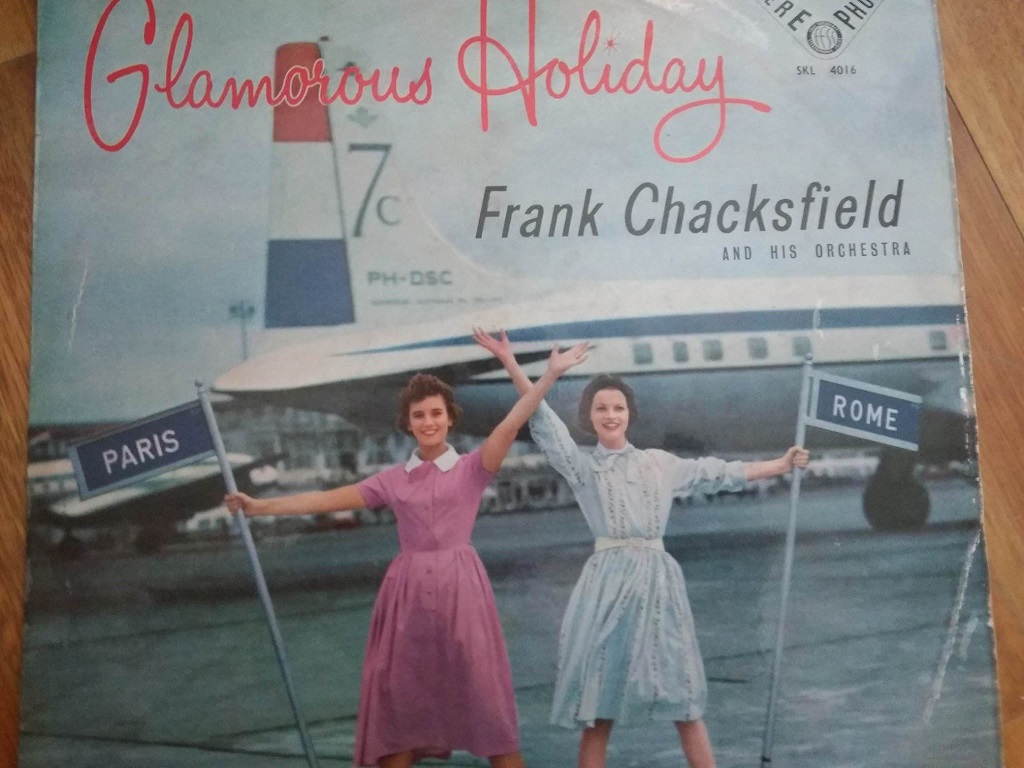 Glamorous Holiday
SKL 4016
7c
Frank Chacksfield
AND HIS ORCHESTRA
PH-DSC
PARIS
ROME